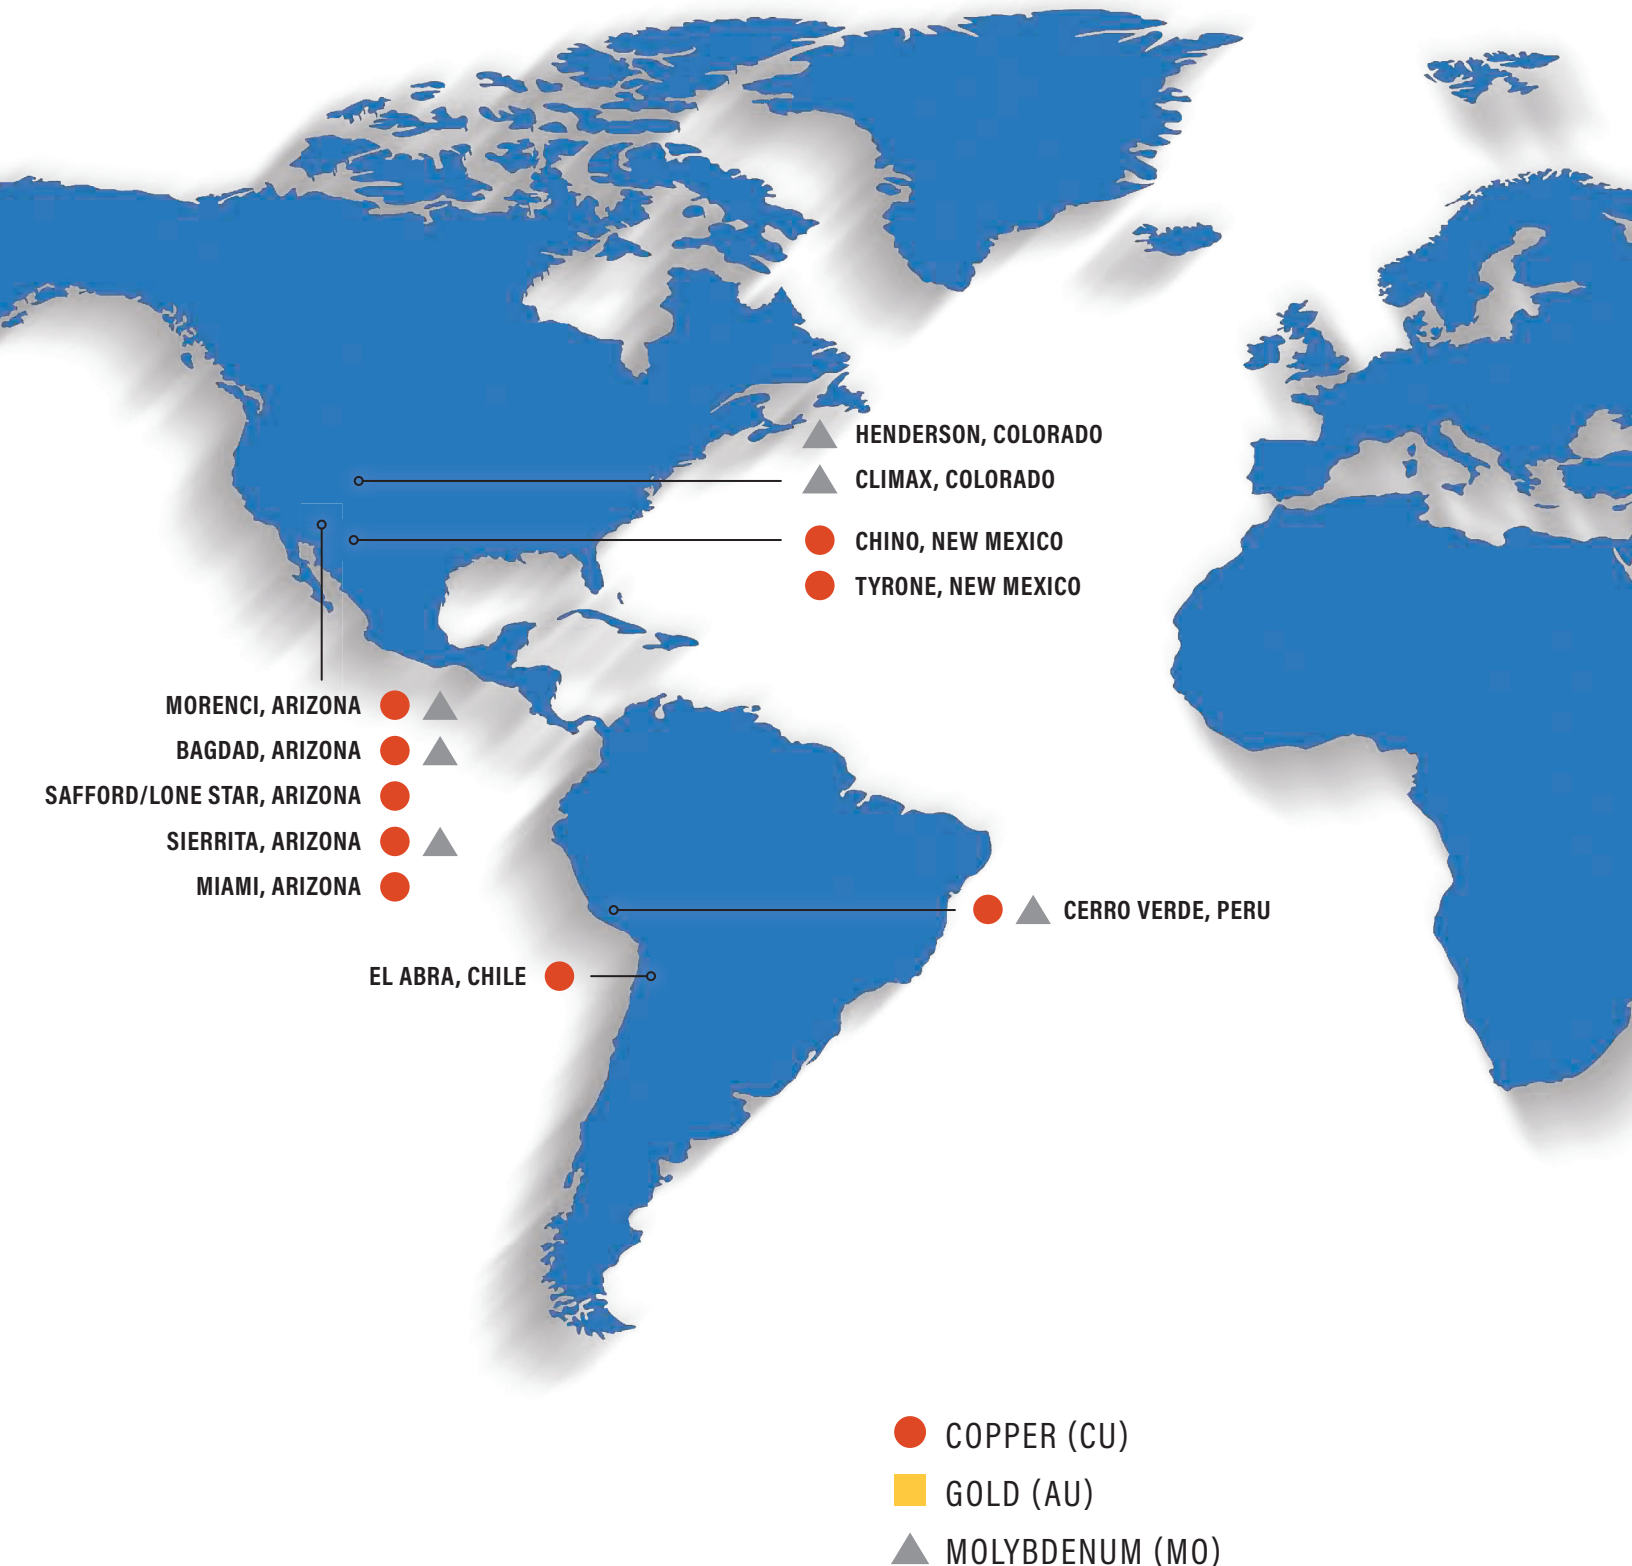 HENDERSON, COLORADO
CLIMAX, COLORADO
CHINO, NEW MEXICO
TYRONE, NEW MEXICO
MORENCI, ARIZONA
BAGDAD, ARIZONA
SAFFORD/LONE STAR, ARIZONA
SIERRITA, ARIZONA
MIAMI, ARIZONA
CERRO VERDE, PERU
EL ABRA, CHILE
COPPER (CU)
GOLD (AU)
MOLYBDENUM (MO)